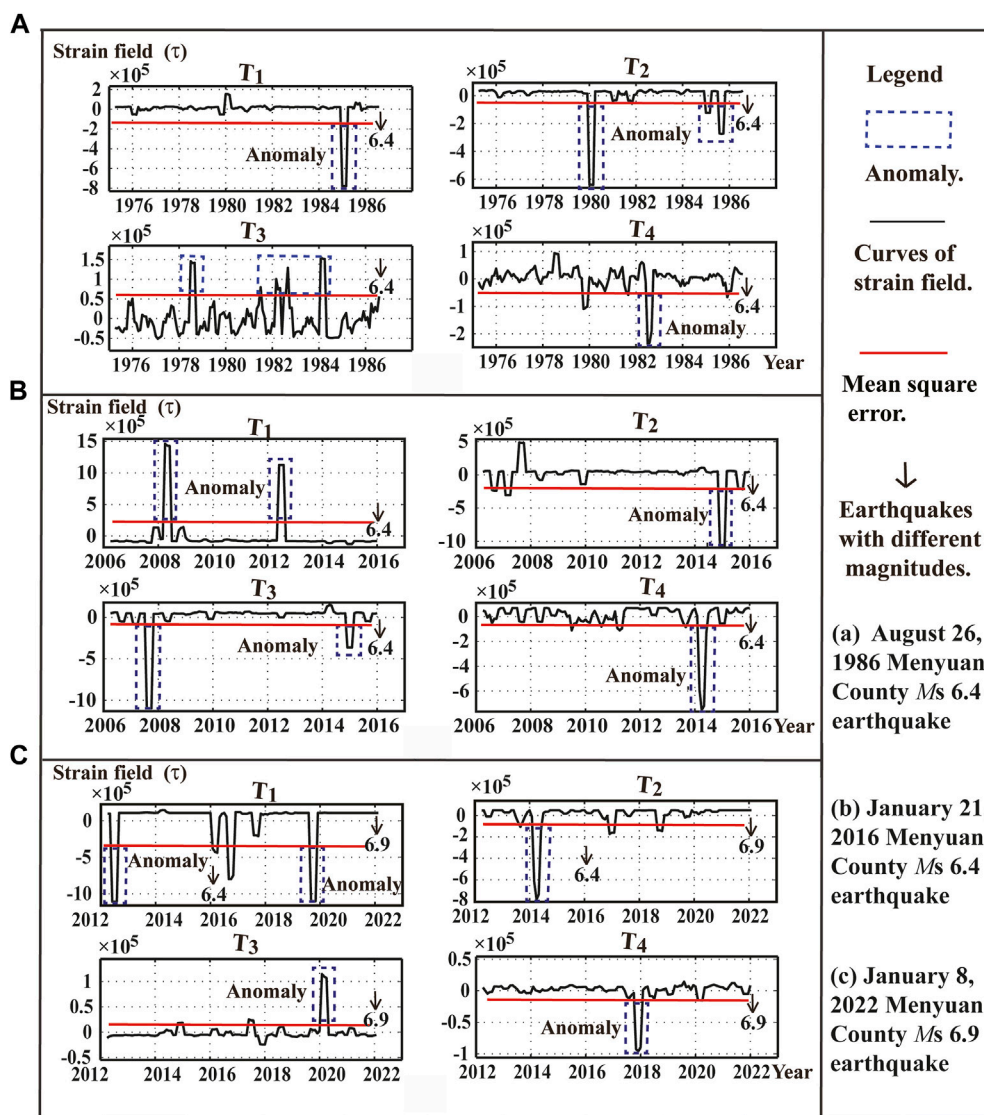 A
Strain field (τ)
T1
×10⁵
2
0
-2
-4
-6
8
Anomaly
6.4
1976 1978 1980 1982 1984 1986
T2
×10⁵
0
-2
-4
-6
Anomaly
6.4
1976 1978 1980 1982 1984 1986
T3
×10⁵
1.5
1
0.5
0
-0.5
6.4
1976 1978 1980 1982 1984 1986
T4
×10⁵
1
0
-1
-2
Anomaly
6.4
1976 1978 1980 1982 1984 1986 Year
B
Strain field (τ)
T1
×10⁵
15
10
5
0
Anomaly
6.4
2006 2008 2010 2012 2014 2016
T2
×10⁵
5
0
-5
-10
Anomaly
6.4
2006 2008 2010 2012 2014 2016
T3
×10⁵
0
-5
-10
Anomaly
6.4
2006 2008 2010 2012 2014 2016
T4
×10⁵
0
-2
-4
-6
Anomaly
6.4
2006 2008 2010 2012 2014 2016
Year
C
Strain field (τ)
T1
×10⁵
0
-5
-10
Anomaly
6.4
Anomaly
6.9
2012 2014 2016 2018 2020 2022
T2
×10⁵
0
-2
-4
-6
-8
6.4
6.9
2012 2014 2016 2018 2020 2022
T3
×10⁵
1
0.5
0
-0.5
Anomaly
6.9
2012 2014 2016 2018 2020 2022
T4
×10⁵
0.5
0
-0.5
-1
Anomaly
6.9
2012 2014 2016 2018 2020 2022 Year
Legend
Anomaly.
Curves of
strain field.
Mean square
error.
Earthquakes
with different
magnitudes.
(a) August 26,
1986 Menyuan
County Ms 6.4
earthquake
(b) January 21
2016 Menyuan
County Ms 6.4
earthquake
(c) January 8,
2022 Menyuan
County Ms 6.9
earthquake